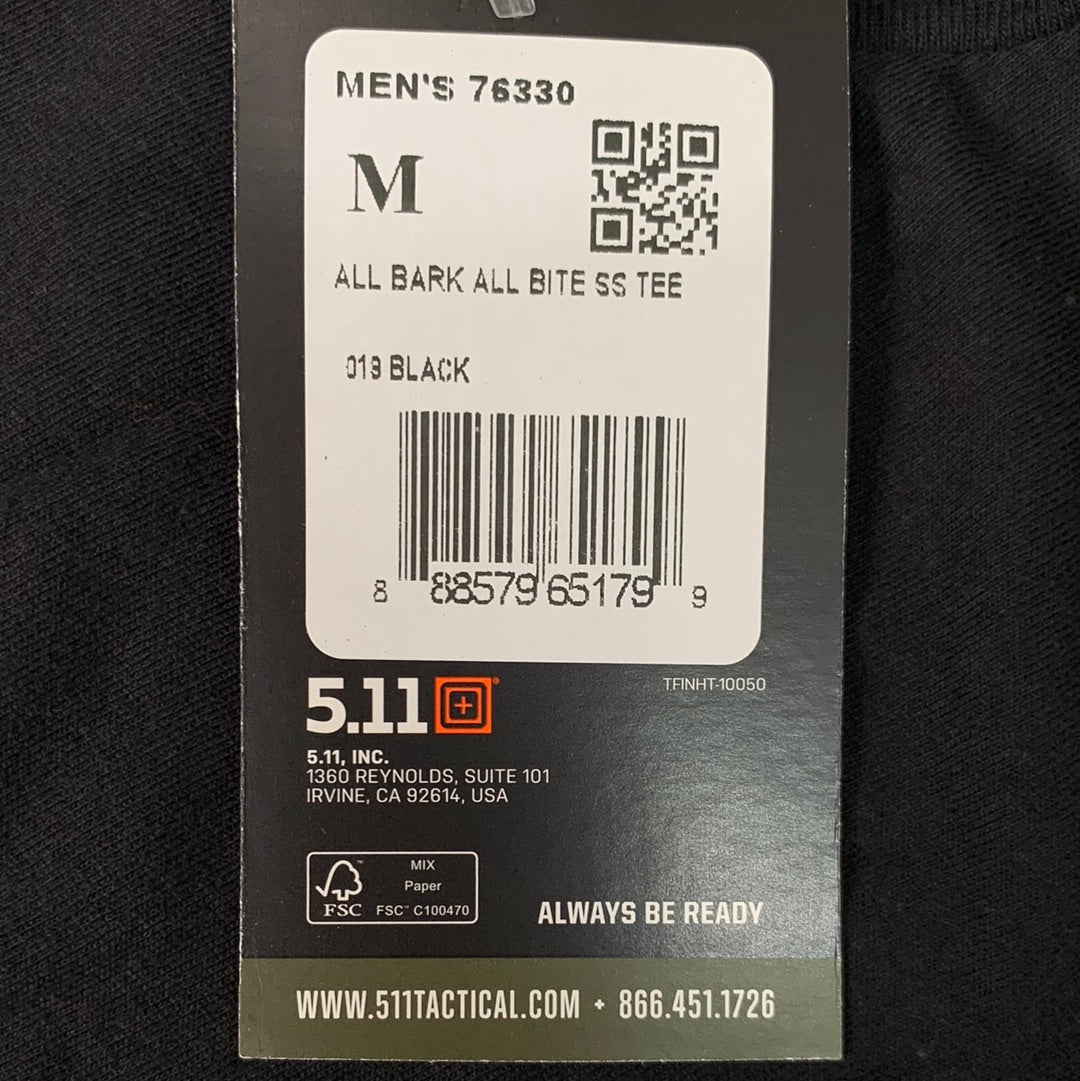 MEN'S 76330
M
ALL BARK ALL BITE SS TEE
019 BLACK
8 88579 65179 9
5.11®
TFINHT-10050
5.11, INC.
1360 REYNOLDS, SUITE 101
IRVINE, CA 92614, USA
MIX
Paper
FSC™ C100470
FSC
ALWAYS BE READY
WWW.511TACTICAL.COM • 866.451.1726